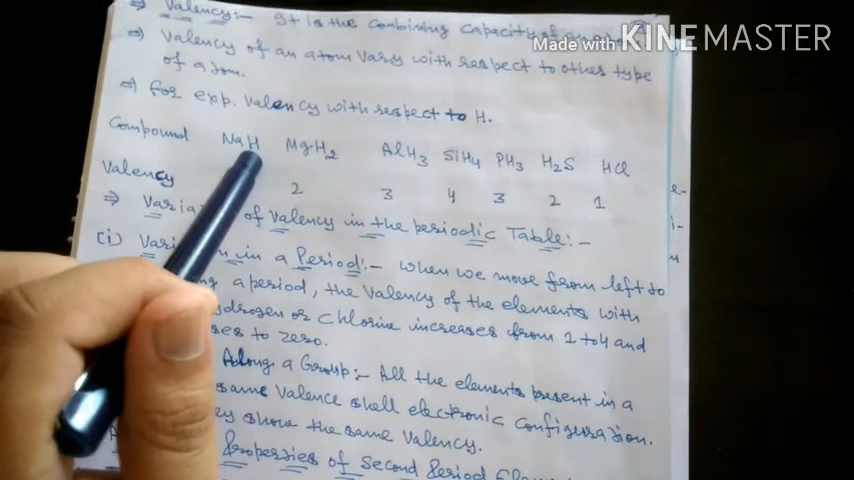 ⇒ Valency:- It is the combining capacity of an
Made with KINEMASTER
⇒ Valency of an atom vary with respect to other type
of atom.
⇒ for exp. valency with respect to H.
Compound NaH MgH2 AlH3 SiH4 PH3 H2S HCl
Valency 2 3 4 3 2 1
⇒ of valency in the periodic Table:-
(i) in a Period:- When we move from left to
a period, the valency of the elements with
or chlorine increases from 1 to 4 and
to zero.
Along a Group:- All the elements present in a
same valence shell electronic configuration.
show the same valency.
Properties of Second Period